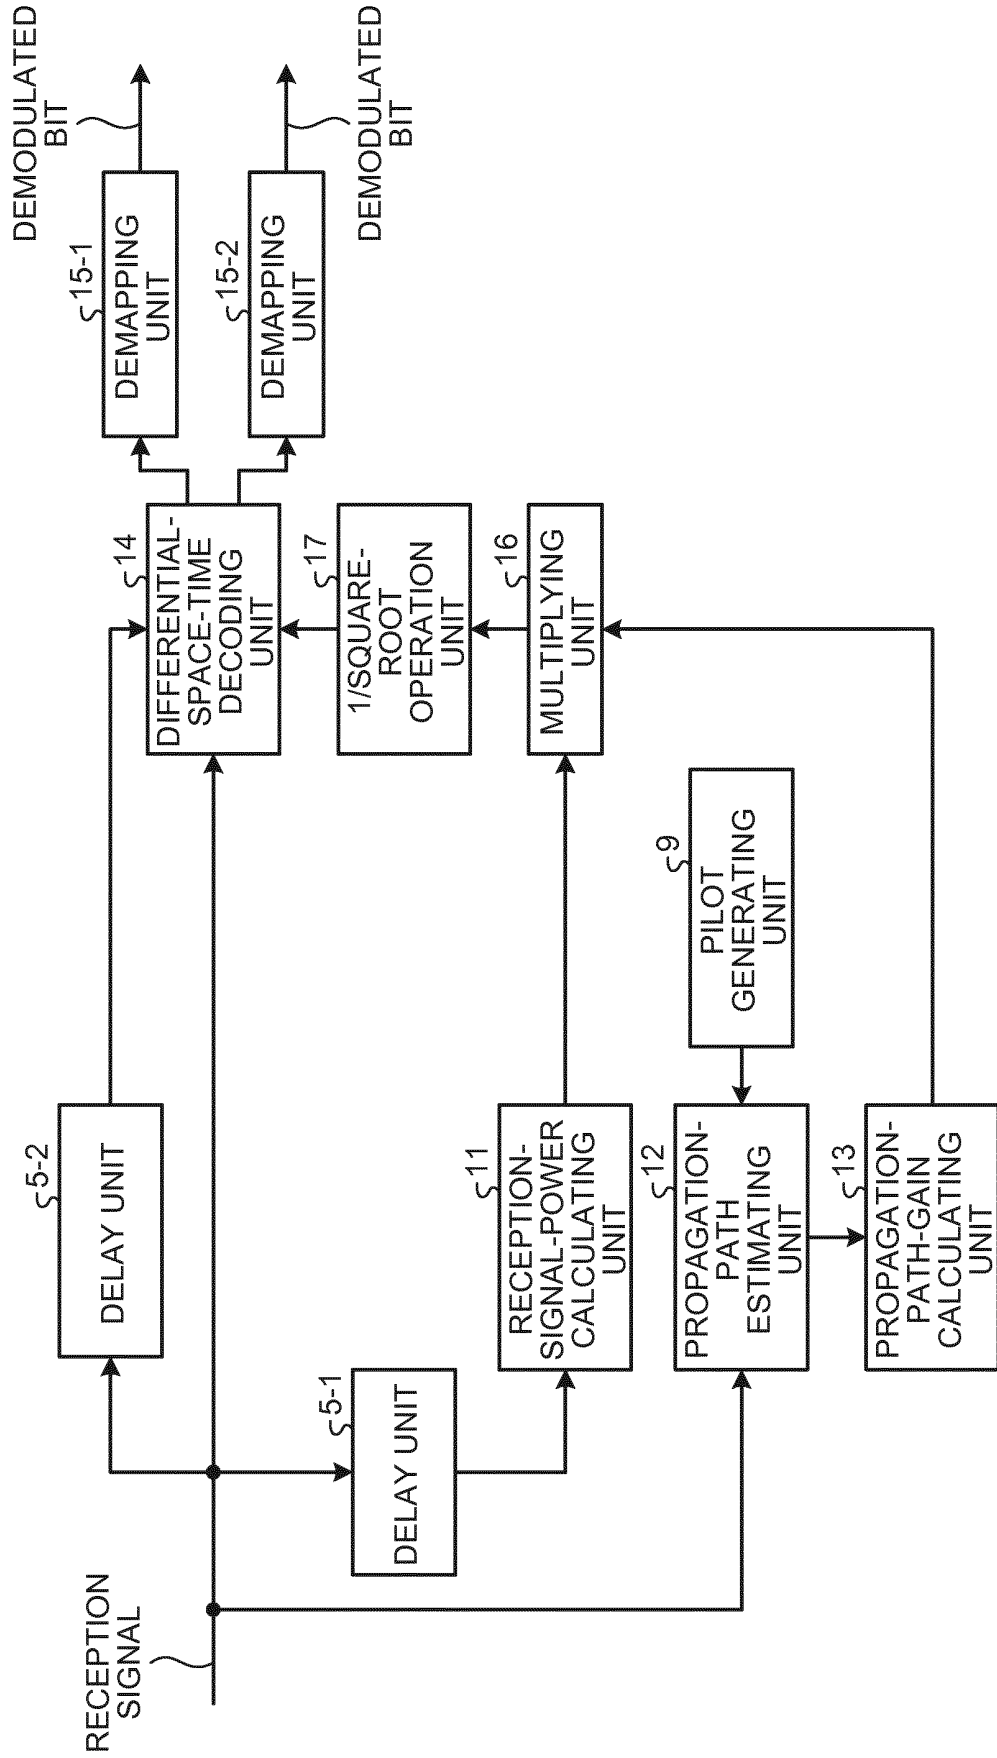 RECEPTION
SIGNAL
5-2
DELAY UNIT
5-1
DELAY UNIT
11
RECEPTION-
SIGNAL-POWER
CALCULATING
UNIT
12
PROPAGATION-
PATH
ESTIMATING
UNIT
13
PROPAGATION-
PATH-GAIN
CALCULATING
UNIT
9
PILOT
GENERATING
UNIT
14
DIFFERENTIAL-
SPACE-TIME
DECODING
UNIT
17
1/SQUARE-
ROOT
OPERATION
UNIT
16
MULTIPLYING
UNIT
15-1
DEMAPPING
UNIT
15-2
DEMAPPING
UNIT
DEMODULATED
BIT
DEMODULATED
BIT